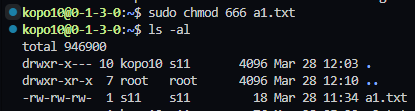 kopo10@0-1-3-0:~$ sudo chmod 666 a1.txt
kopo10@0-1-3-0:~$ ls -al
total 946900
drwxr-x--- 10 kopo10 s11 4096 Mar 28 12:03 .
drwxr-xr-x 7 root root 4096 Mar 28 12:10 ..
-rw-rw-rw- 1 s11 s11 18 Mar 28 11:34 a1.txt